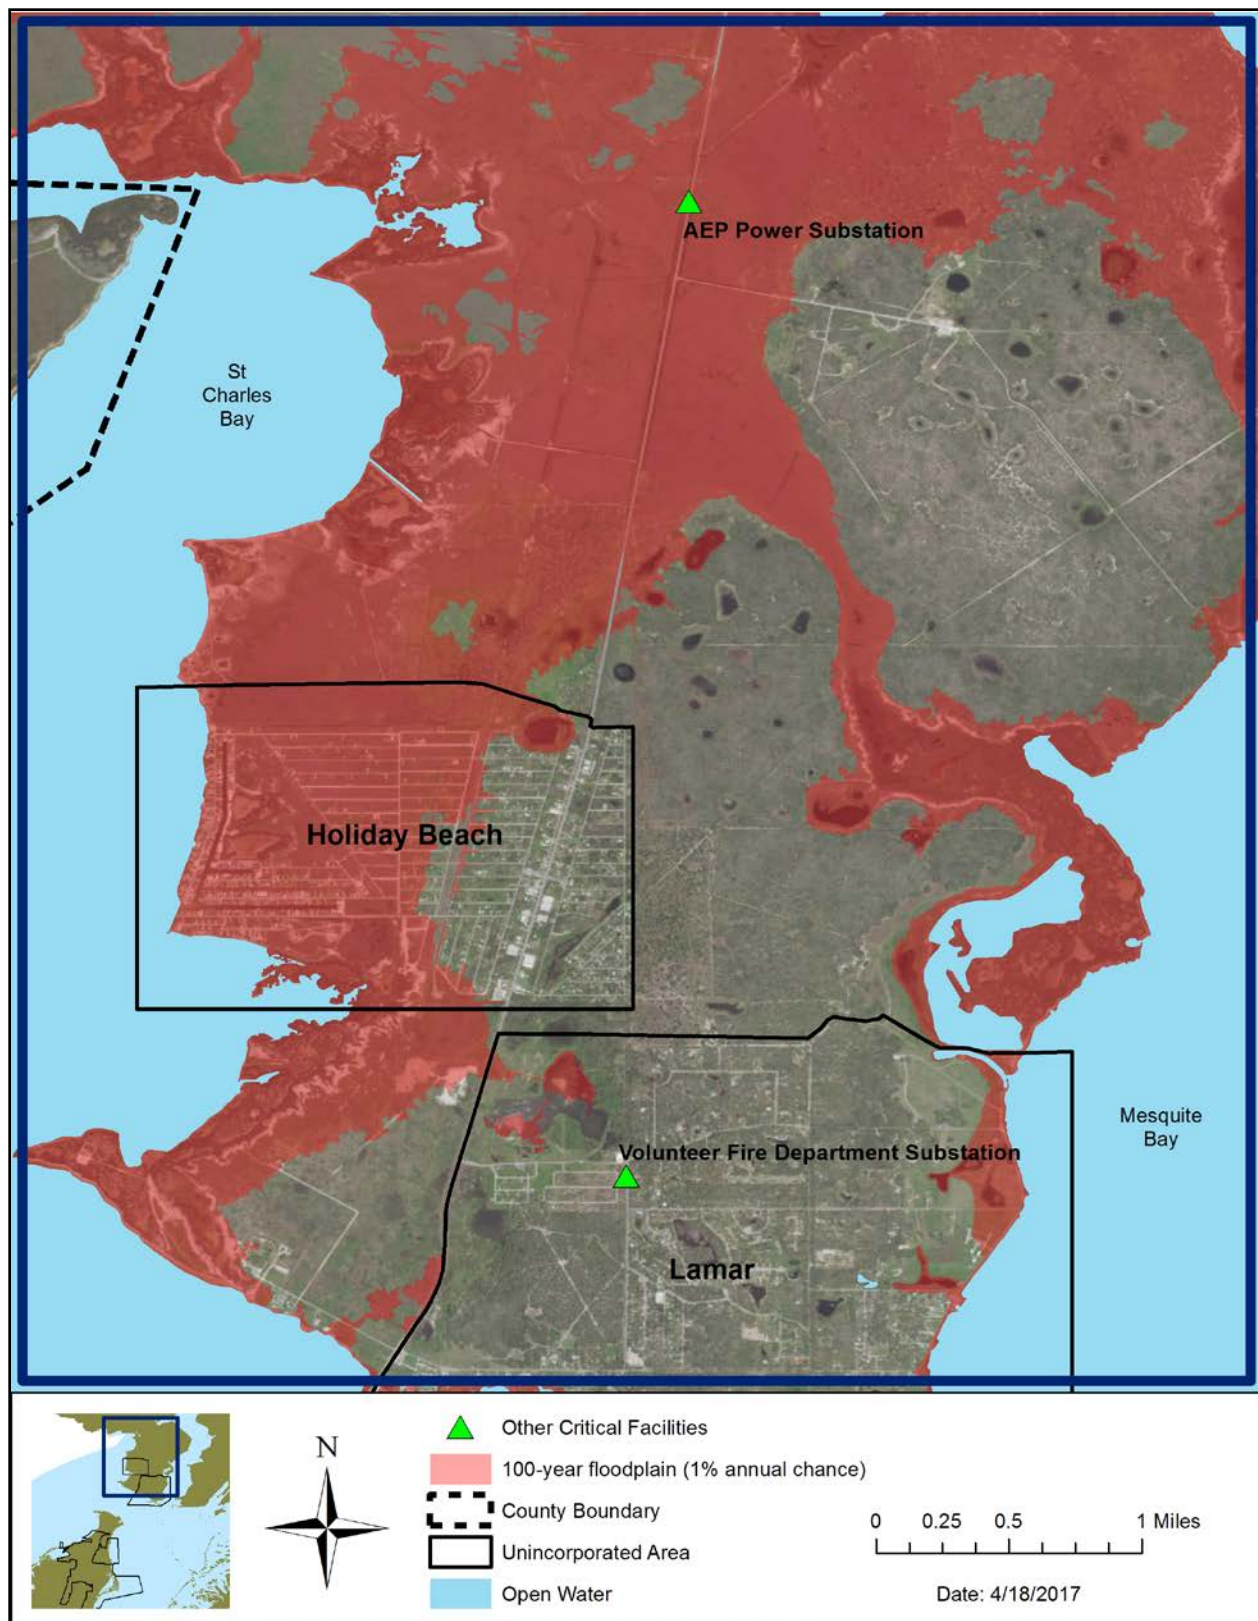 AEP Power Substation
St
Charles
Bay
Holiday Beach
Mesquite
Bay
Volunteer Fire Department Substation
Lamar
N
Other Critical Facilities
100-year floodplain (1% annual chance)
County Boundary
Unincorporated Area
Open Water
0 0.25 0.5 1 Miles
Date: 4/18/2017